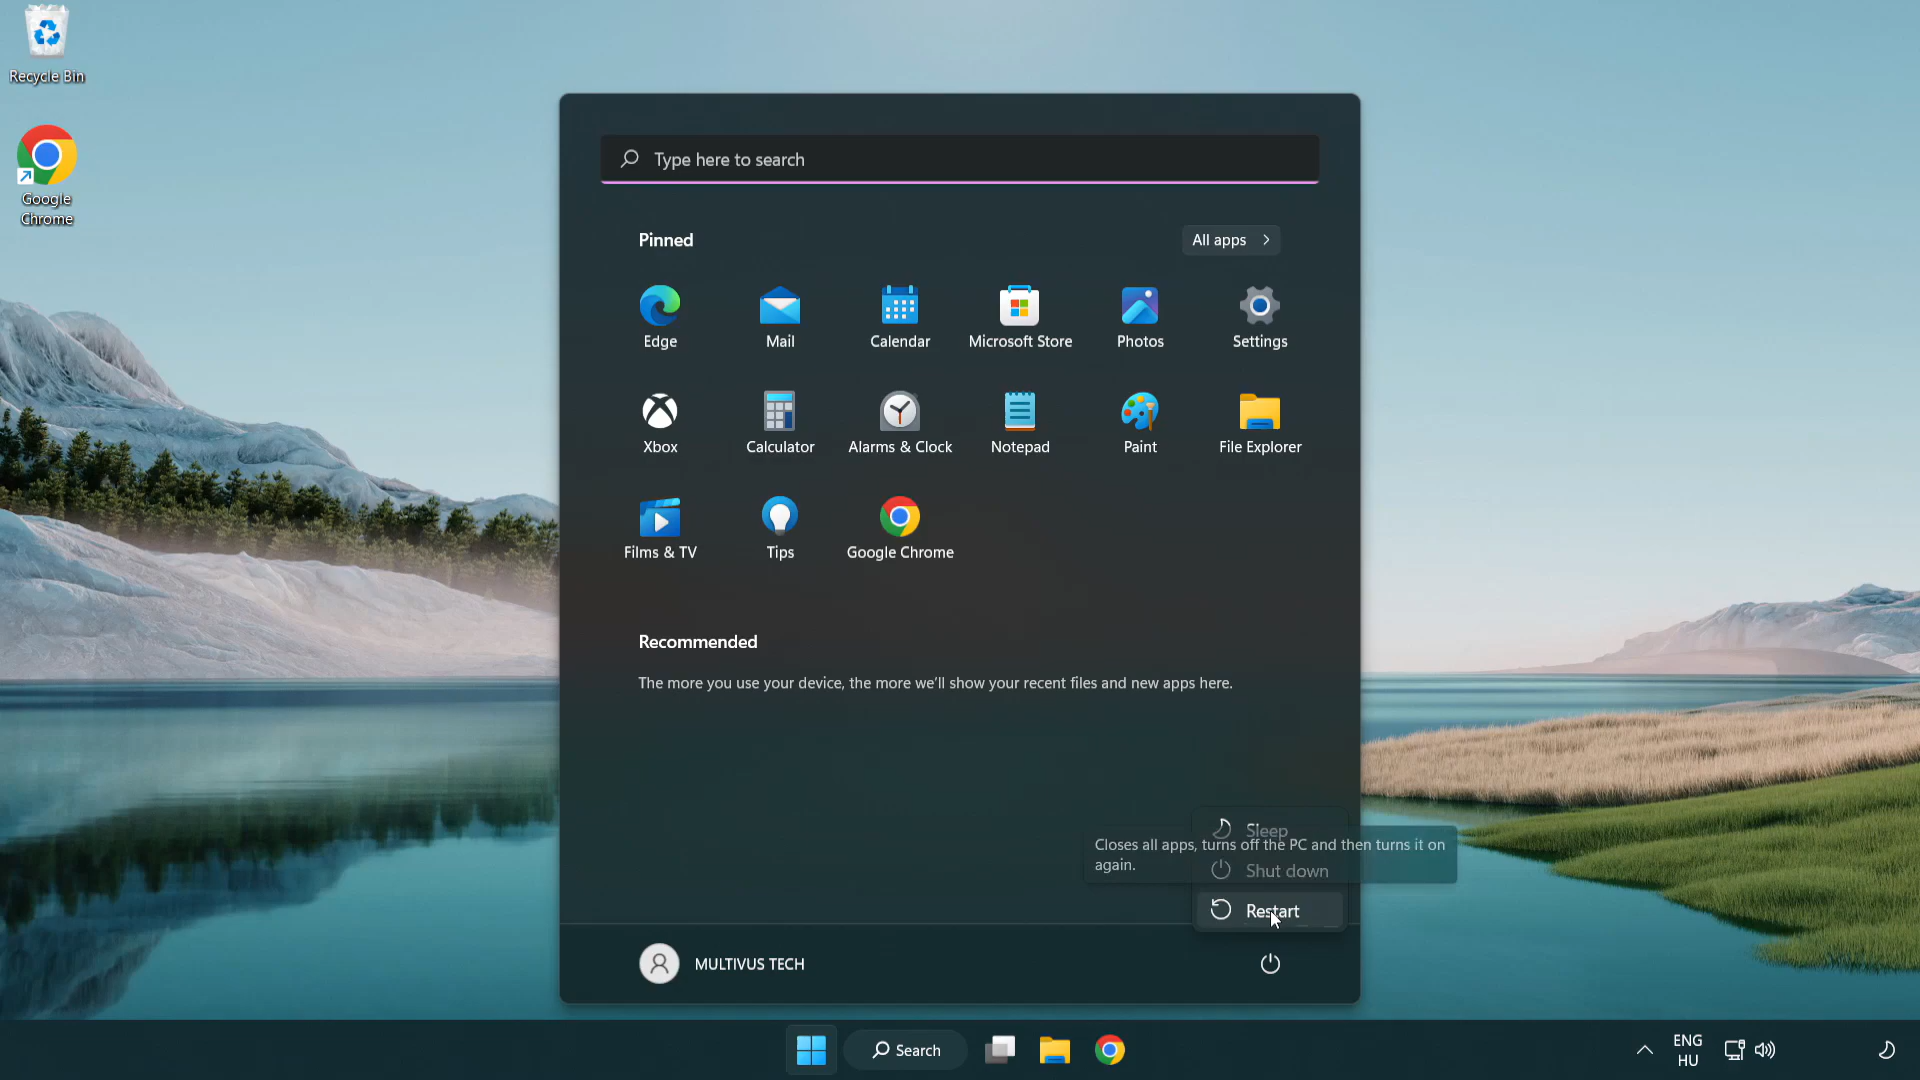 Recycle Bin
Google
Chrome
Type here to search
Pinned
All apps
Edge
Mail
Calendar
Microsoft Store
Photos
Settings
Xbox
Calculator
Alarms & Clock
Notepad
Paint
File Explorer
Films & TV
Tips
Google Chrome
Recommended
The more you use your device, the more we'll show your recent files and new apps here.
Sleep
Closes all apps, turns off the PC and then turns it on
again.
Shut down
Restart
MULTIVUS TECH
Search
ENG
HU